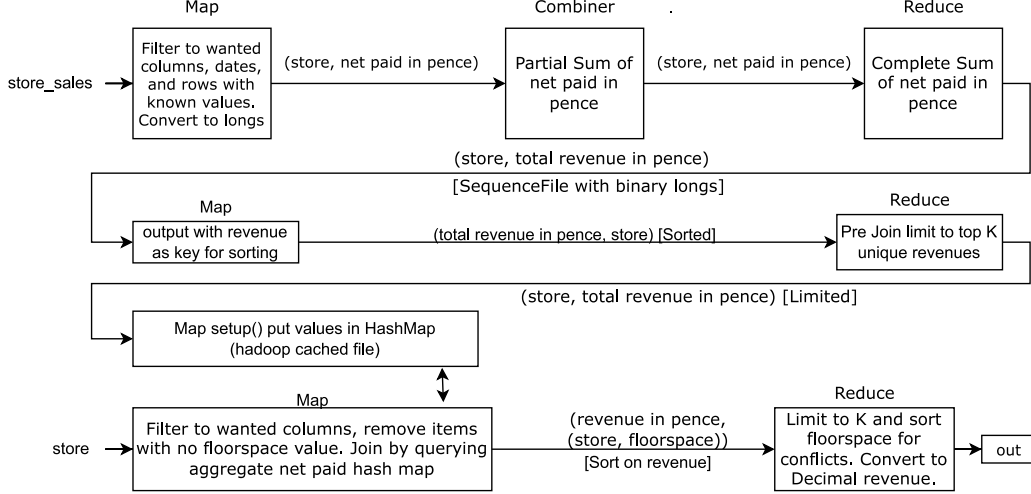 Map
Combiner
.
Reduce
store_sales
Filter to wanted
columns, dates,
and rows with
known values.
Convert to longs
(store, net paid in pence)
Partial Sum of
net paid in
pence
(store, net paid in pence)
Complete Sum
of net paid in
pence
(store, total revenue in pence)
[SequenceFile with binary longs]
Map
output with revenue
as key for sorting
(total revenue in pence, store) [Sorted]
Reduce
Pre Join limit to top K
unique revenues
(store, total revenue in pence) [Limited]
Map setup() put values in HashMap
(hadoop cached file)
Map
store
Filter to wanted columns, remove items
with no floorspace value. Join by querying
aggregate net paid hash map
(revenue in pence,
(store, floorspace))
[Sort on revenue]
Reduce
Limit to K and sort
floorspace for
conflicts. Convert to
Decimal revenue.
out